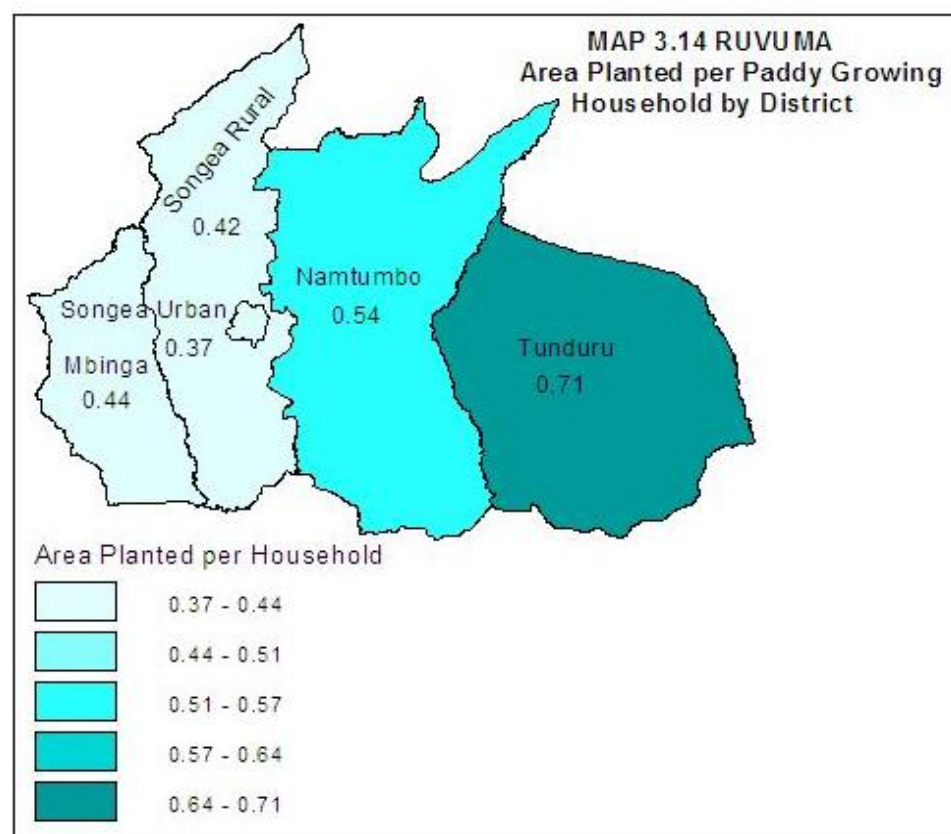 MAP 3.14 RUVUMA
Area Planted per Paddy Growing
Household by District
Songea Rural
0.42
Namtumbo
0.54
Songea Urban
0.37
Mbinga
0.44
Tunduru
0.71
Area Planted per Household
0.37 - 0.44
0.44 - 0.51
0.51 - 0.57
0.57 - 0.64
0.64 - 0.71